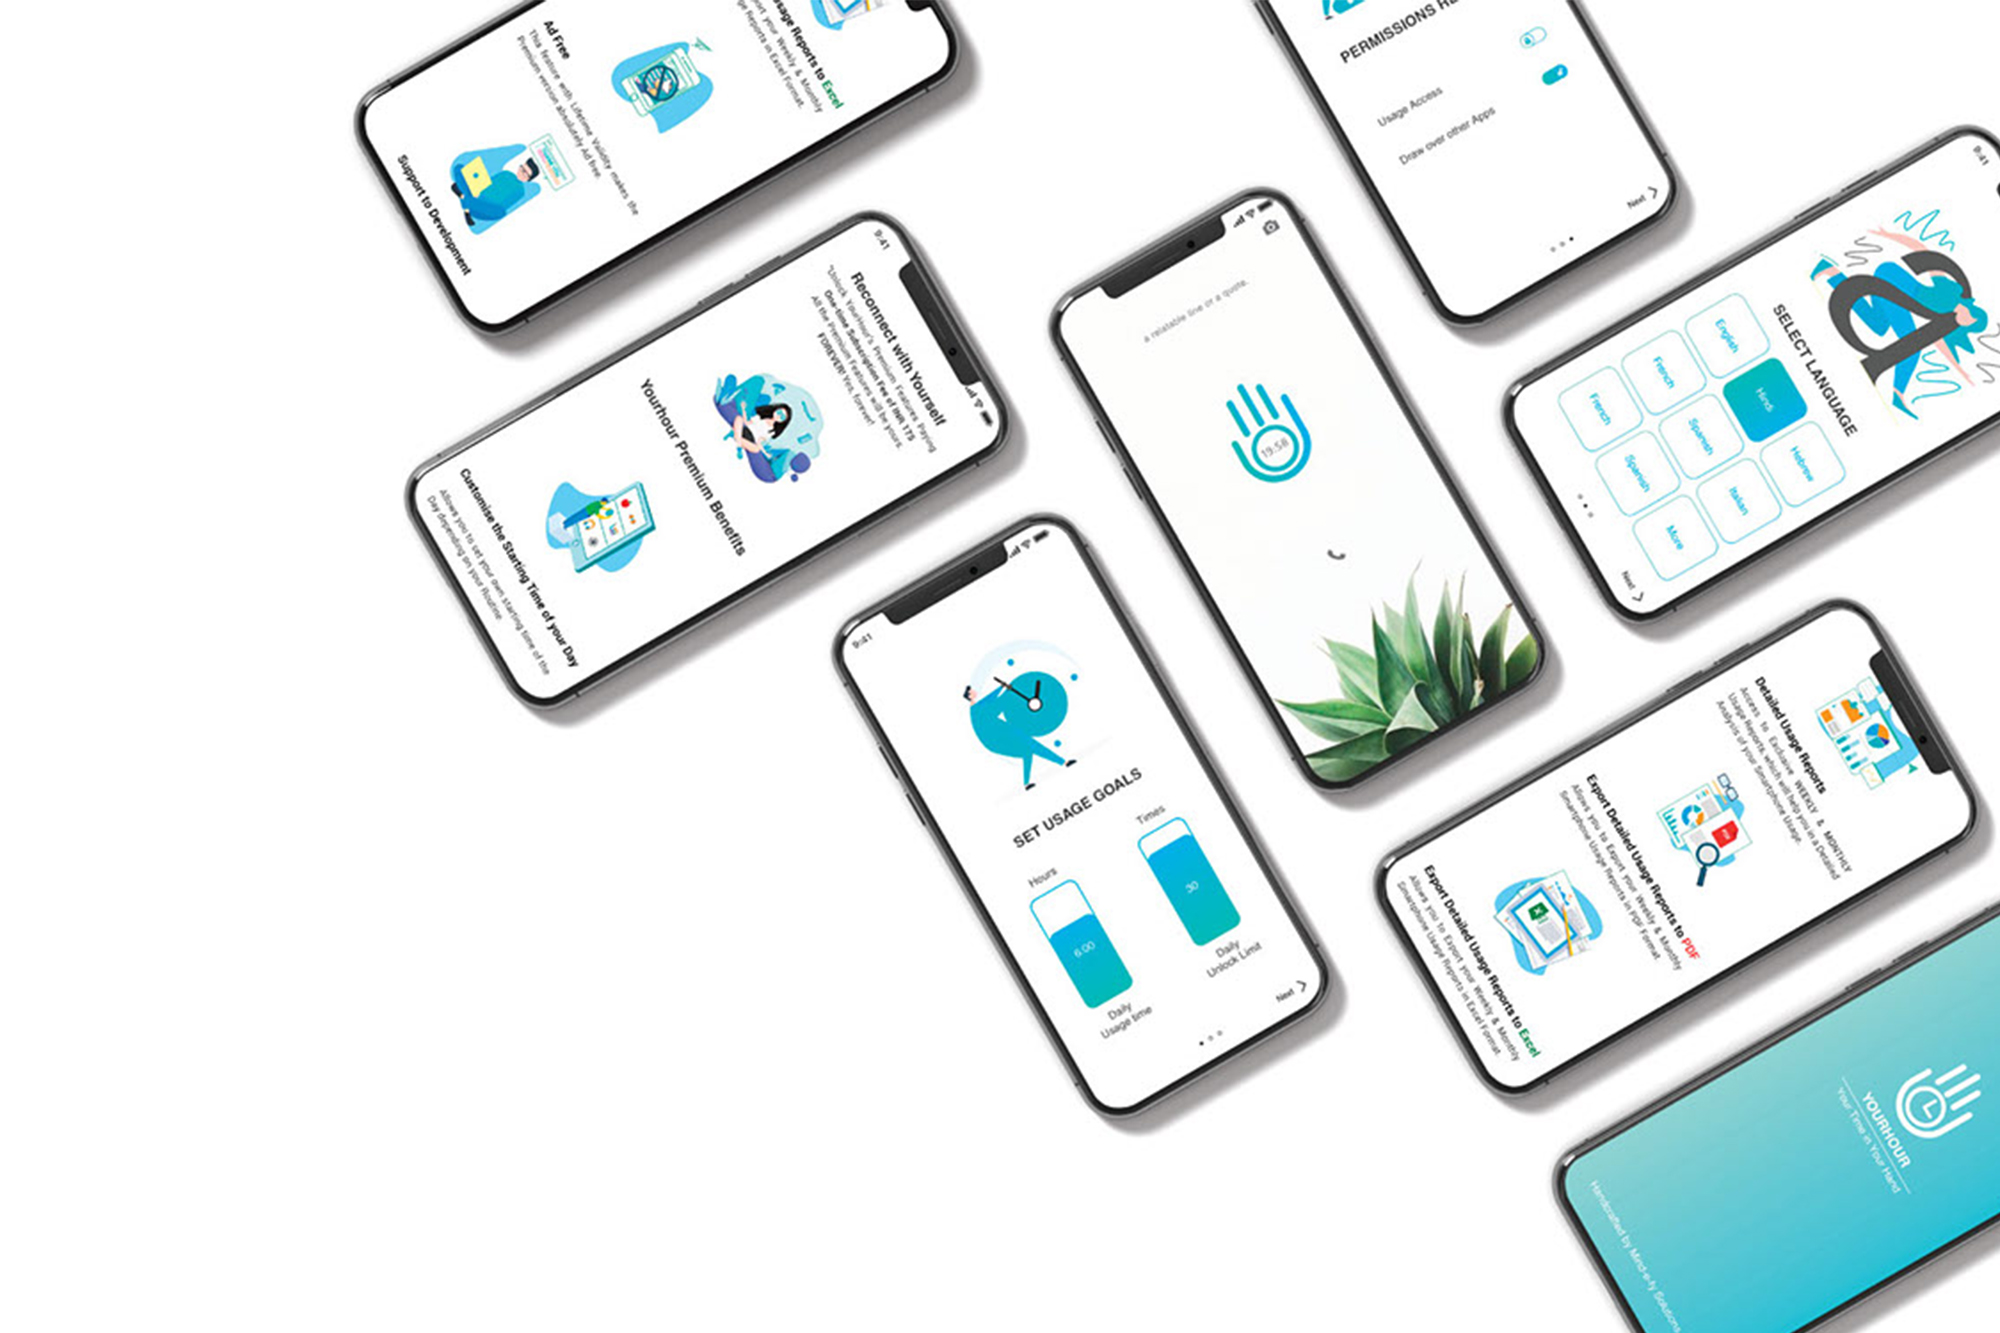 Usage Reports to Excel
your Weekly & Monthly
Reports in Excel Format.
Ad Free
This feature with Lifetime Validity makes the
Premium version absolutely Ad free.
Support to Development
9:41
Reconnect with Yourself
"Unlock YourHour's Premium Features Paying
One-time Subscription Fee of INR 175
All the Premium Features will be yours.
FOREVER! Yes, forever!
Yourhour Premium Benefits
Customise the Starting Time of your Day
Allows you to set your own starting time of the
Day depending on your Routine
9:41
SET USAGE GOALS
Hours
Times
6:00
30
Daily
Usage time
Daily
Unlock Limit
Next
a relatable line or a quote.
19:58
PERMISSIONS
Usage Access
Draw over other Apps
Next
9:41
SELECT LANGUAGE
English
Hindi
Hebrew
French
Spanish
Italian
French
Spanish
More
Next
Detailed Usage Reports
Access to Exclusive WEEKLY & MONTHLY
Usage Reports, which will help you in a Detailed
Analysis of your Smartphone Usage.
Export Detailed Usage Reports to PDF
Allows you to Export your Weekly & Monthly
Smartphone Usage Reports in PDF Format
Export Detailed Usage Reports to Excel
Allows you to Export your Weekly & Monthly
Smartphone Usage Reports in Excel Format.
YOURHOUR
Your Time in Your Hand
Handcrafted by Mind-e-fy Solutions